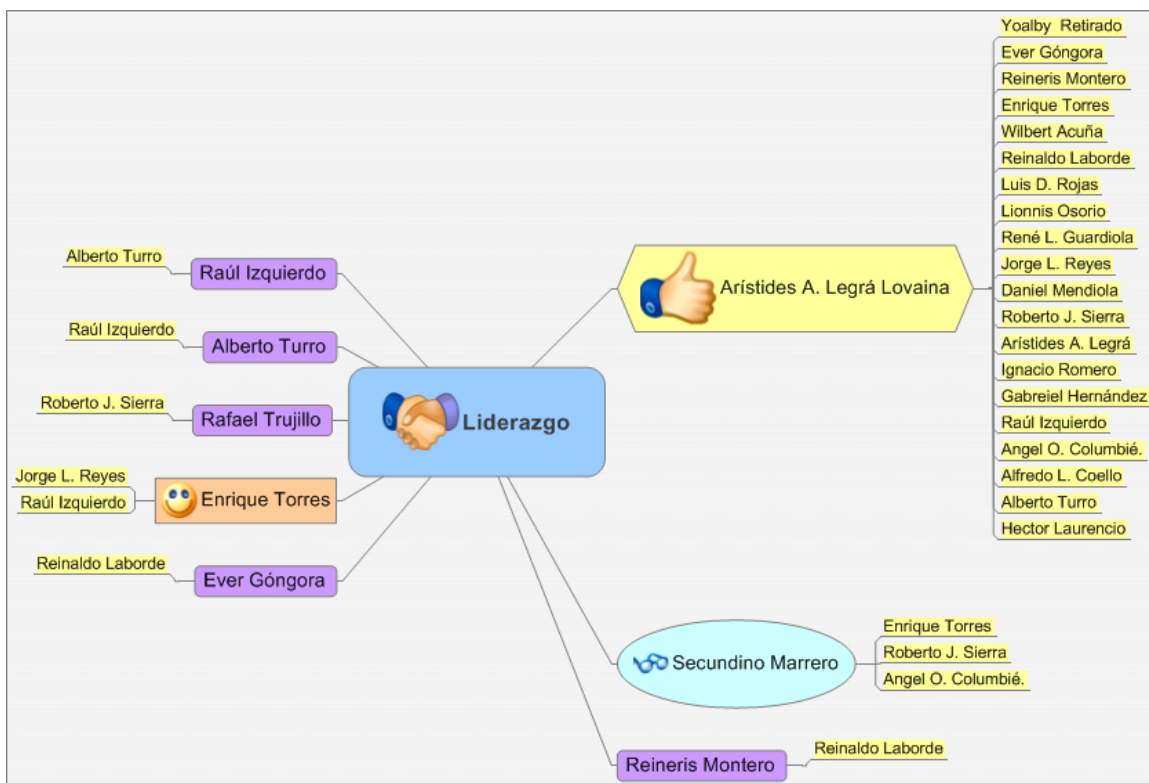 Yoalby Retirado
Ever Góngora
Reineris Montero
Enrique Torres
Wilbert Acuña
Reinaldo Laborde
Luis D. Rojas
Lionnis Osorio
René L. Guardiola
Jorge L. Reyes
Daniel Mendiola
Roberto J. Sierra
Arístides A. Legrá
Ignacio Romero
Gabreiel Hernández
Raúl Izquierdo
Angel O. Columbié.
Alfredo L. Coello
Alberto Turro
Hector Laurencio
Arístides A. Legrá Lovaina
Alberto Turro
Raúl Izquierdo
Raúl Izquierdo
Alberto Turro
Roberto J. Sierra
Rafael Trujillo
Liderazgo
Jorge L. Reyes
Raúl Izquierdo
Enrique Torres
Reinaldo Laborde
Ever Góngora
Secundino Marrero
Enrique Torres
Roberto J. Sierra
Angel O. Columbié.
Reineris Montero
Reinaldo Laborde